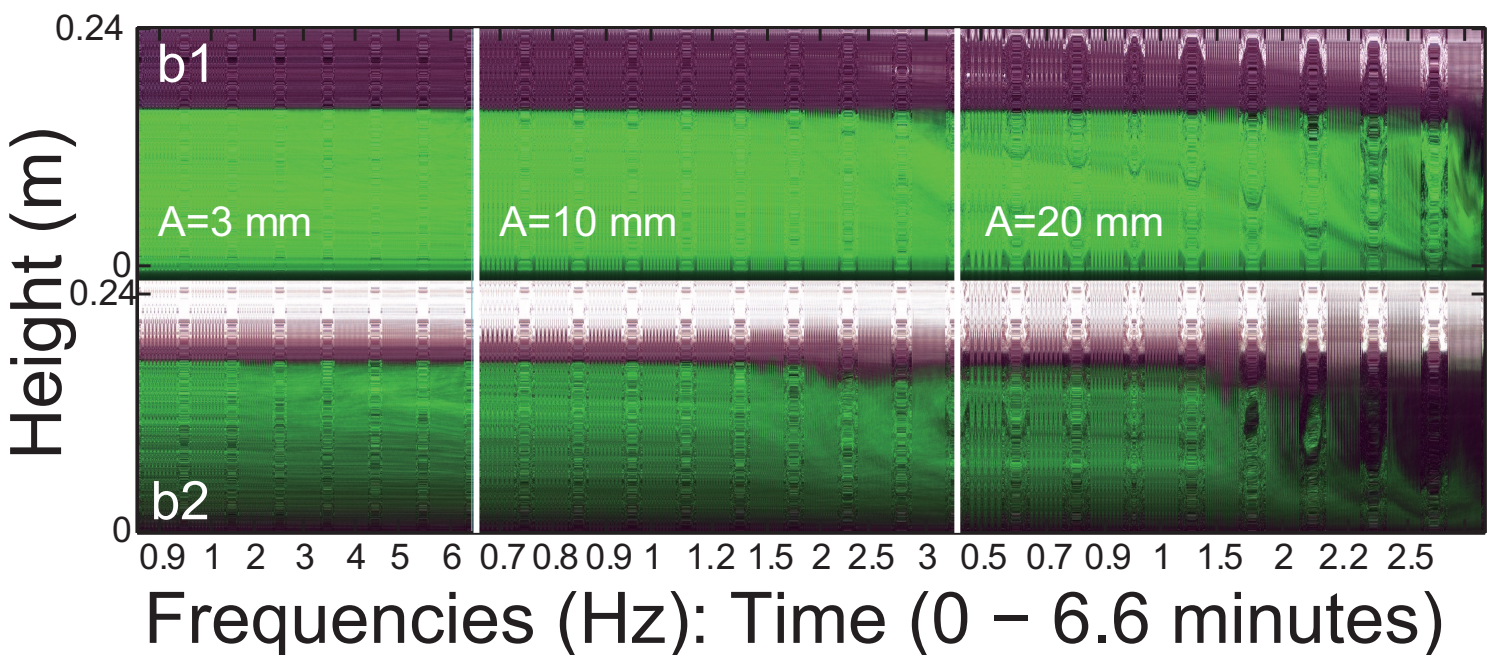 0.24
b1
A=3 mm
A=10 mm
A=20 mm
0
0.24
Height (m)
b2
0
0.9 1 2 3 4 5 6 0.7 0.8 0.9 1 1.2 1.5 2 2.5 3 0.5 0.7 0.9 1 1.5 2 2.2 2.5
Frequencies (Hz): Time (0 − 6.6 minutes)